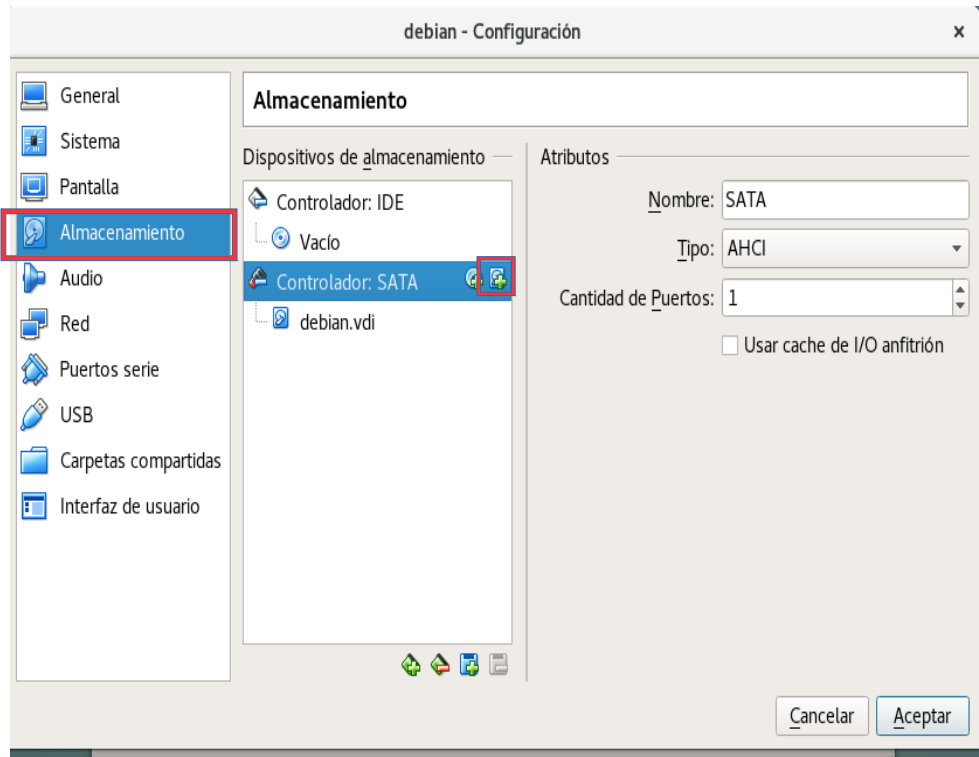 debian - Configuración
General
Sistema
Pantalla
Almacenamiento
Audio
Red
Puertos serie
USB
Carpetas compartidas
Interfaz de usuario
Almacenamiento
Dispositivos de almacenamiento
Controlador: IDE
Vacío
Controlador: SATA
debian.vdi
Atributos
Nombre: SATA
Tipo: AHCI
Cantidad de Puertos: 1
Usar cache de I/O anfitrión
Cancelar
Aceptar